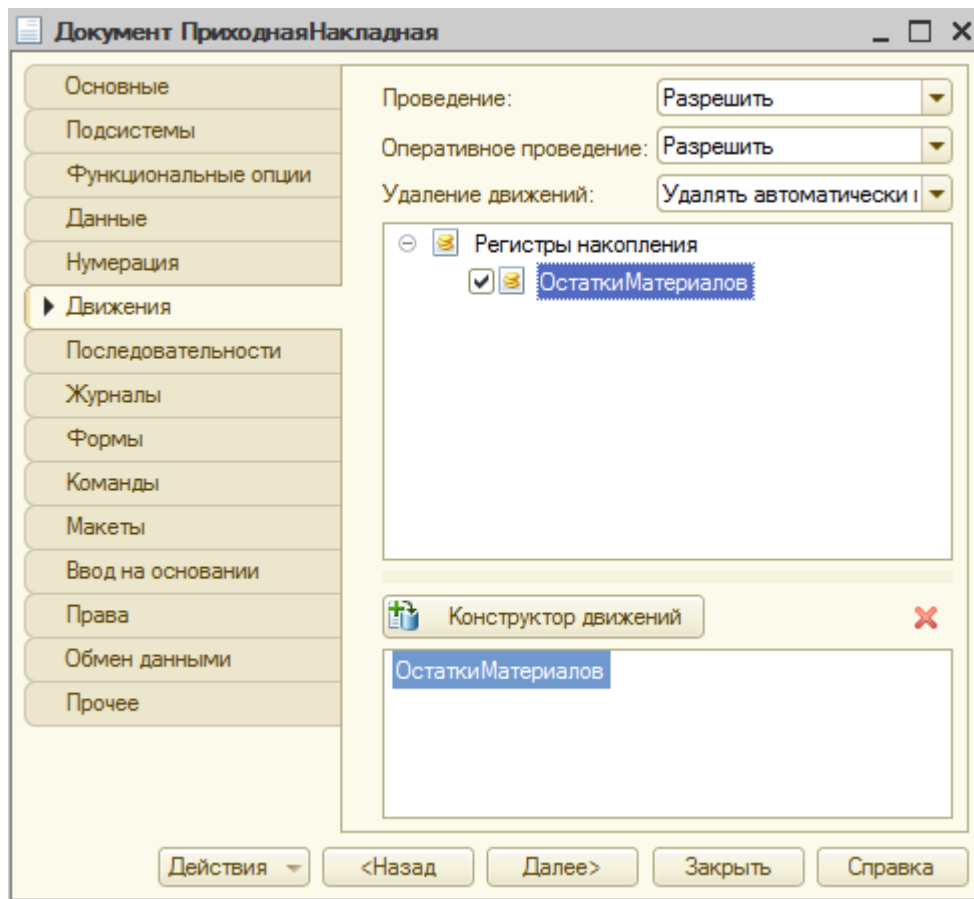 Документ ПриходнаяНакладная
Основные
Подсистемы
Функциональные опции
Данные
Нумерация
Движения
Последовательности
Журналы
Формы
Команды
Макеты
Ввод на основании
Права
Обмен данными
Прочее
Проведение: Разрешить
Оперативное проведение: Разрешить
Удаление движений: Удалять автоматически
Регистры накопления
ОстаткиМатериалов
Конструктор движений
ОстаткиМатериалов
Действия <Назад Далее> Закрыть Справка